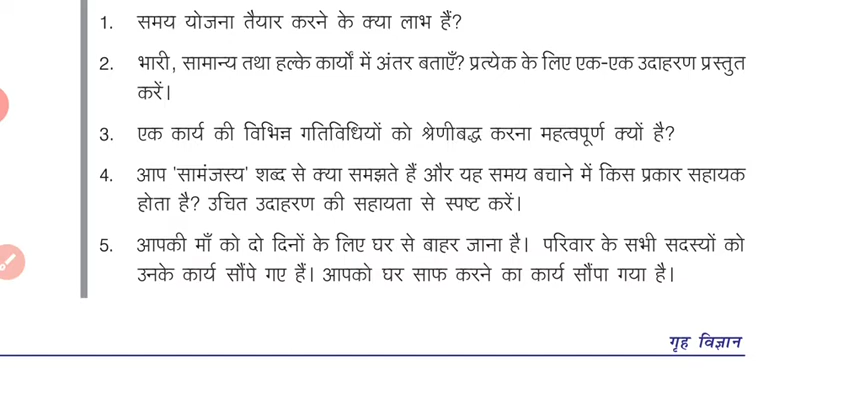 1. समय योजना तैयार करने के क्या लाभ हैं?
2. भारी, सामान्य तथा हल्के कार्यों में अंतर बताएँ? प्रत्येक के लिए एक-एक उदाहरण प्रस्तुत
करें।
3. एक कार्य की विभिन्न गतिविधियों को श्रेणीबद्ध करना महत्वपूर्ण क्यों है?
4. आप 'सामंजस्य' शब्द से क्या समझते हैं और यह समय बचाने में किस प्रकार सहायक
होता है? उचित उदाहरण की सहायता से स्पष्ट करें।
5. आपकी माँ को दो दिनों के लिए घर से बाहर जाना है। परिवार के सभी सदस्यों को
उनके कार्य सौंपे गए हैं। आपको घर साफ करने का कार्य सौंपा गया है।
गृह विज्ञान